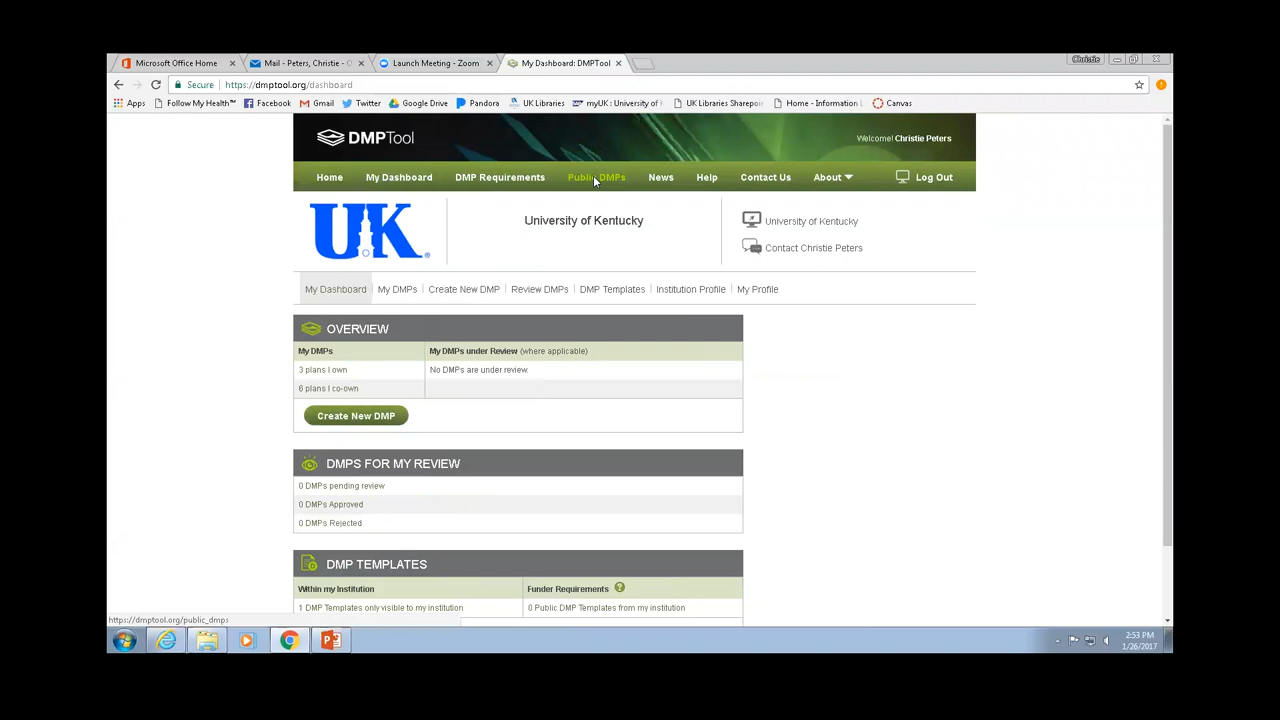 Microsoft Office Home
Mail - Peters, Christie - O
Launch Meeting - Zoom
My Dashboard: DMPTool
Christie
Secure
https://dmptool.org/dashboard
Apps
Follow My Health™
Facebook
Gmail
Twitter
Google Drive
Pandora
UK Libraries
myUK : University of
UK Libraries Sharepoi
Home - Information
Canvas
DMPTool
Welcome! Christie Peters
Home
My Dashboard
DMP Requirements
Public DMPs
News
Help
Contact Us
About
Log Out
UK
University of Kentucky
University of Kentucky
Contact Christie Peters
My Dashboard
My DMPs
Create New DMP
Review DMPs
DMP Templates
Institution Profile
My Profile
OVERVIEW
My DMPs
My DMPs under Review (where applicable)
3 plans I own
No DMPs are under review.
6 plans I co-own
Create New DMP
DMPS FOR MY REVIEW
0 DMPs pending review
0 DMPs Approved
0 DMPs Rejected
DMP TEMPLATES
Within my Institution
Funder Requirements
1 DMP Templates only visible to my institution
0 Public DMP Templates from my institution
https://dmptool.org/public_dmps
2:53 PM
1/26/2017